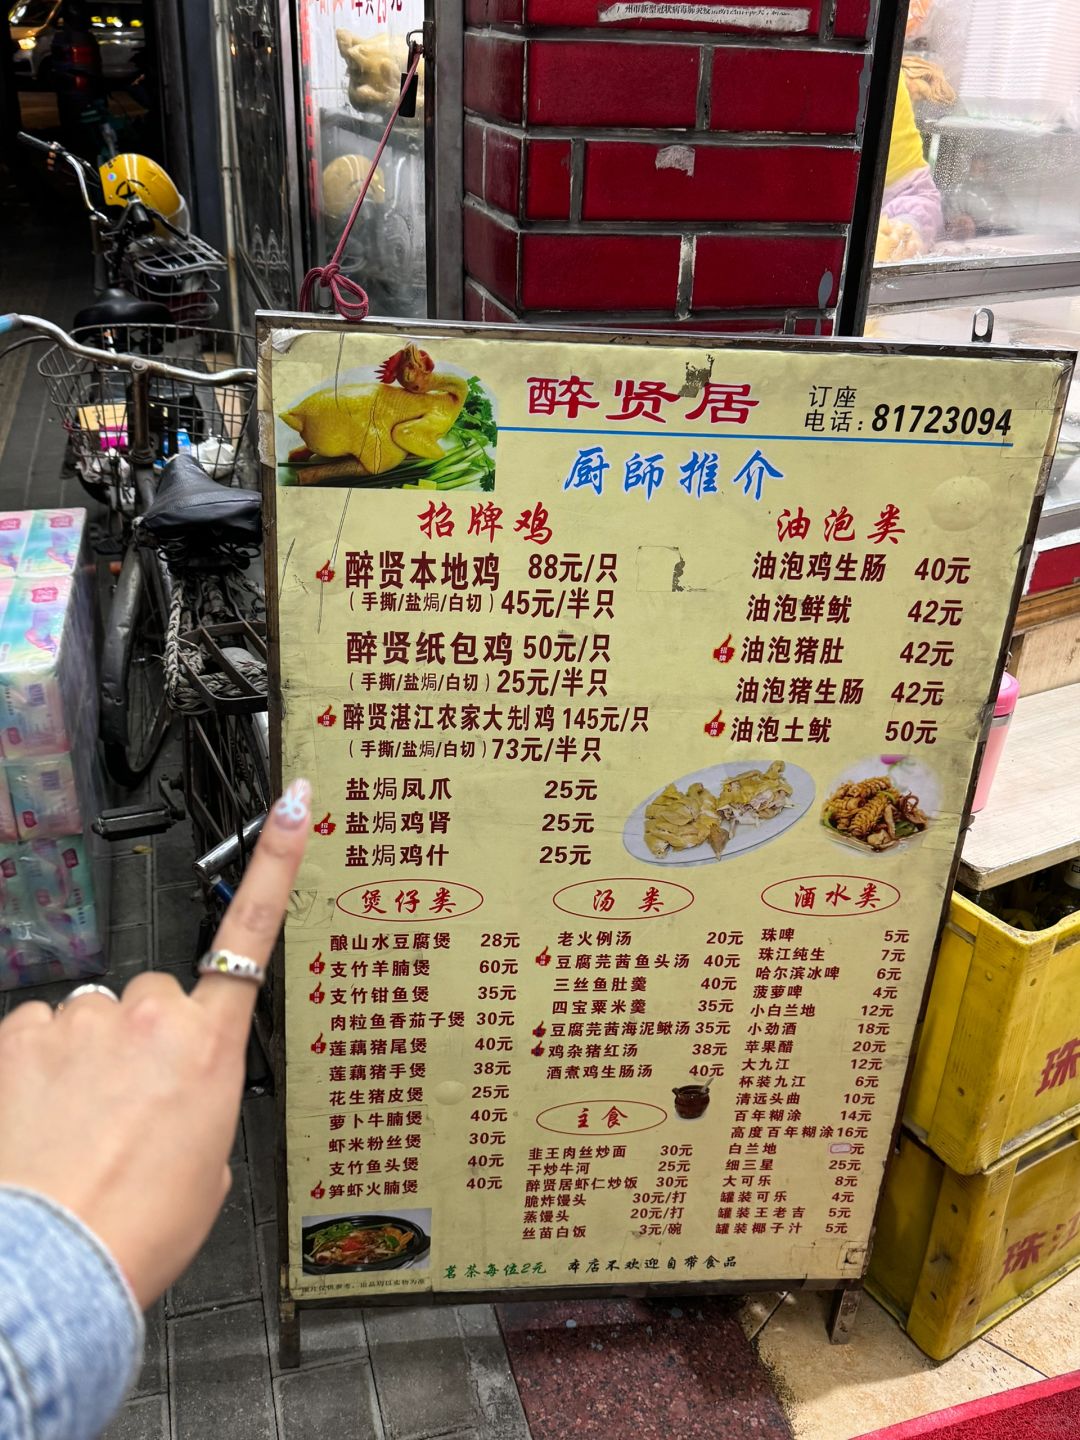 醉贤居
订座
电话：81723094
厨師推介
招牌鸡
醉贤本地鸡 88元/只
（手撕/盐焗/白切）45元/半只
醉贤纸包鸡 50元/只
（手撕/盐焗/白切）25元/半只
醉贤湛江农家大刣鸡 145元/只
（手撕/盐焗/白切）73元/半只
盐焗凤爪 25元
盐焗鸡肾 25元
盐焗鸡什 25元
油泡类
油泡鸡生肠 40元
油泡鲜鱿 42元
油泡猪肚 42元
油泡猪生肠 42元
油泡土鱿 50元
煲仔类
酿山水豆腐煲 28元
支竹羊腩煲 60元
支竹钳鱼煲 35元
肉粒鱼香茄子煲 30元
莲藕猪尾煲 40元
莲藕猪手煲 38元
花生猪皮煲 25元
萝卜牛腩煲 40元
虾米粉丝煲 30元
支竹鱼头煲 40元
笋虾火腩煲 40元
汤类
老火例汤 20元
豆腐芫茜鱼头汤 40元
三丝鱼肚羹 40元
四宝粟米羹 35元
豆腐芫茜海泥鳅汤 35元
鸡杂猪红汤 38元
酒煮鸡生肠汤 40元
主食
韭王肉丝炒面 30元
干炒牛河 25元
醉贤居虾仁炒饭 30元
脆炸馒头 30元/打
蒸馒头 20元/打
丝苗白饭 3元/碗
酒水类
珠啤 5元
珠江纯生 7元
哈尔滨冰啤 6元
菠萝啤 4元
小白兰地 12元
小劲酒 18元
苹果醋 20元
大九江 12元
杯装九江 6元
清远头曲 10元
百年糊涂 14元
高度百年糊涂 16元
白兰地 元
细三星 25元
大可乐 8元
罐装可乐 4元
罐装王老吉 5元
罐装椰子汁 5元
图片仅供参考，出品均以实物为准
茗茶每位2元 本店不欢迎自带食品
珠
珠江